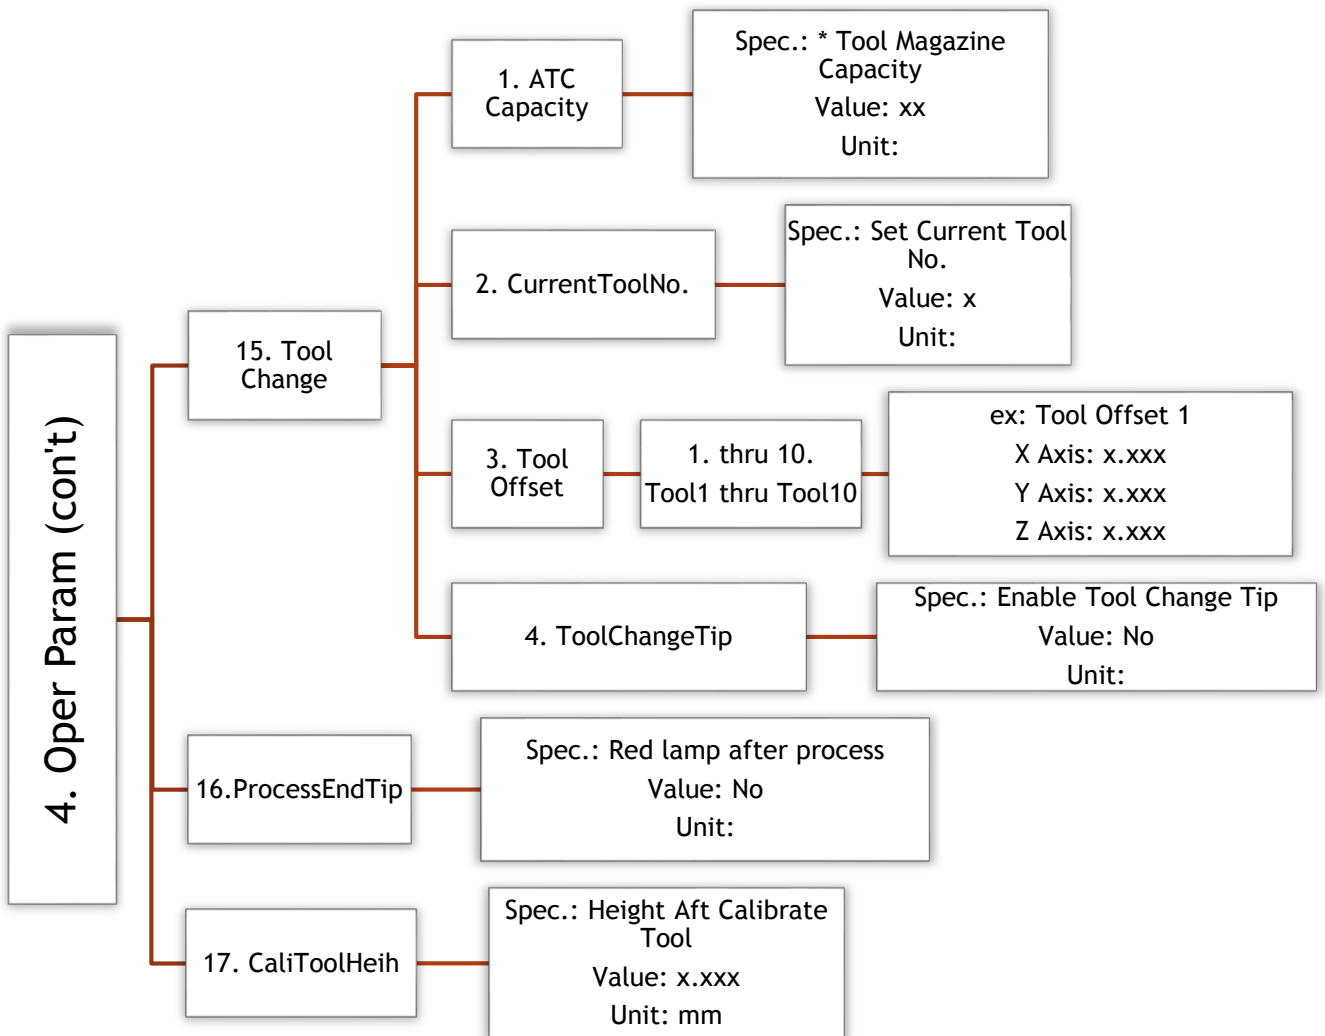 4. Oper Param (con't)
15. Tool
Change
1. ATC
Capacity
Spec.: * Tool Magazine
Capacity
Value: xx
Unit:
2. CurrentToolNo.
Spec.: Set Current Tool
No.
Value: x
Unit:
3. Tool
Offset
1. thru 10.
Tool1 thru Tool10
ex: Tool Offset 1
X Axis: x.xxx
Y Axis: x.xxx
Z Axis: x.xxx
4. ToolChangeTip
Spec.: Enable Tool Change Tip
Value: No
Unit:
16.ProcessEndTip
Spec.: Red lamp after process
Value: No
Unit:
17. CaliToolHeih
Spec.: Height Aft Calibrate
Tool
Value: x.xxx
Unit: mm